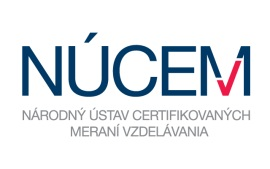 NÚCEM
NÁRODNÝ ÚSTAV CERTIFIKOVANÝCH
MERANÍ VZDELÁVANIA